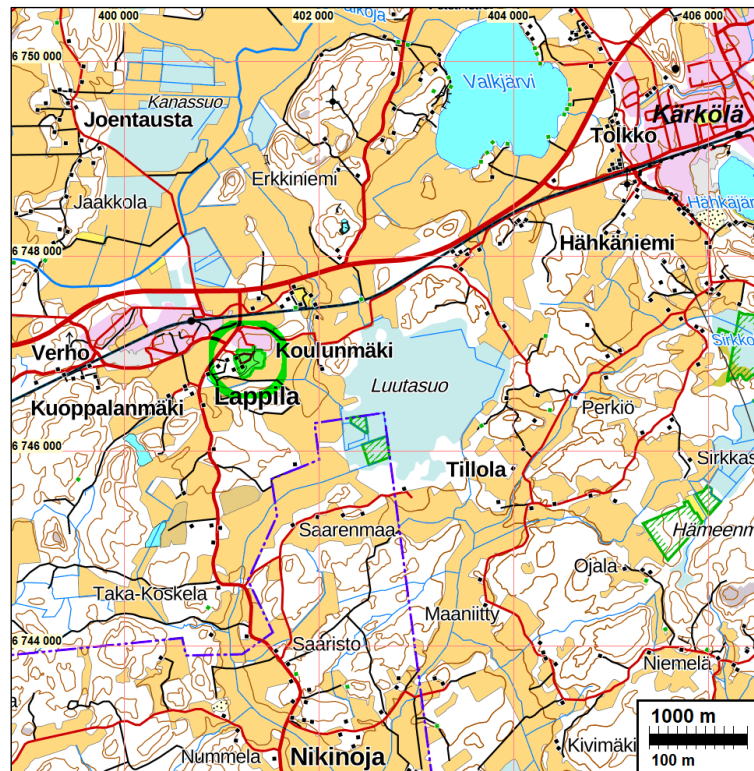 400 000
402 000
404 000
406 000
6 750 000
Kanassuo
Joentausta
Valkjärvi
Kärkölä
Tolkko
Erkkiniemi
Jaakkola
Hähkäniemi
6 748 000
Verho
Koulunmäki
Kuoppalanmäki
Lappila
Luutasuo
Perkiö
6 746 000
Tillola
Saarenmaa
Ojala
Taka-Koskela
Maaniitty
6 744 000
Saaristo
Niemelä
Nummela
Nikinoja
Kivimäki
1000 m
100 m